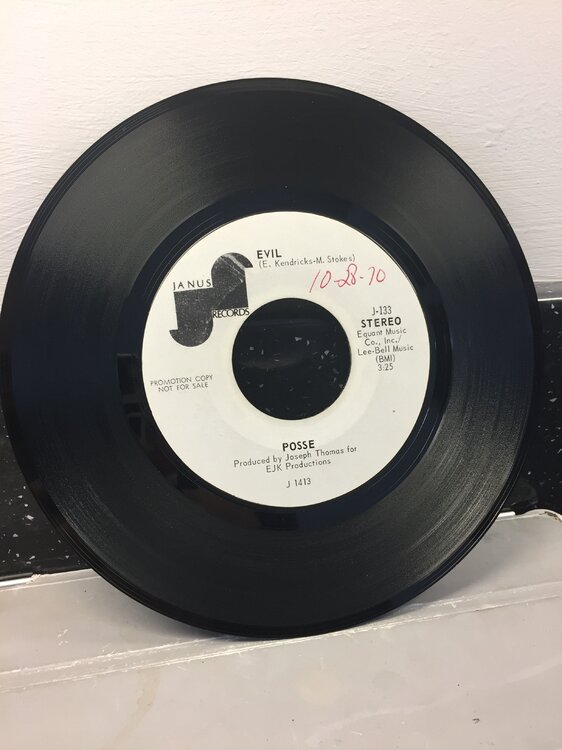 EVIL
(E. Kendricks-M. Stokes)
10-28-70
JANUS
RECORDS
J-133
STEREO
Equant Music
Co., Inc./
Lee-Bell Music
(BMI)
3:25
PROMOTION COPY
NOT FOR SALE
POSSE
Produced by Joseph Thomas for
EJK Productions
J 1413